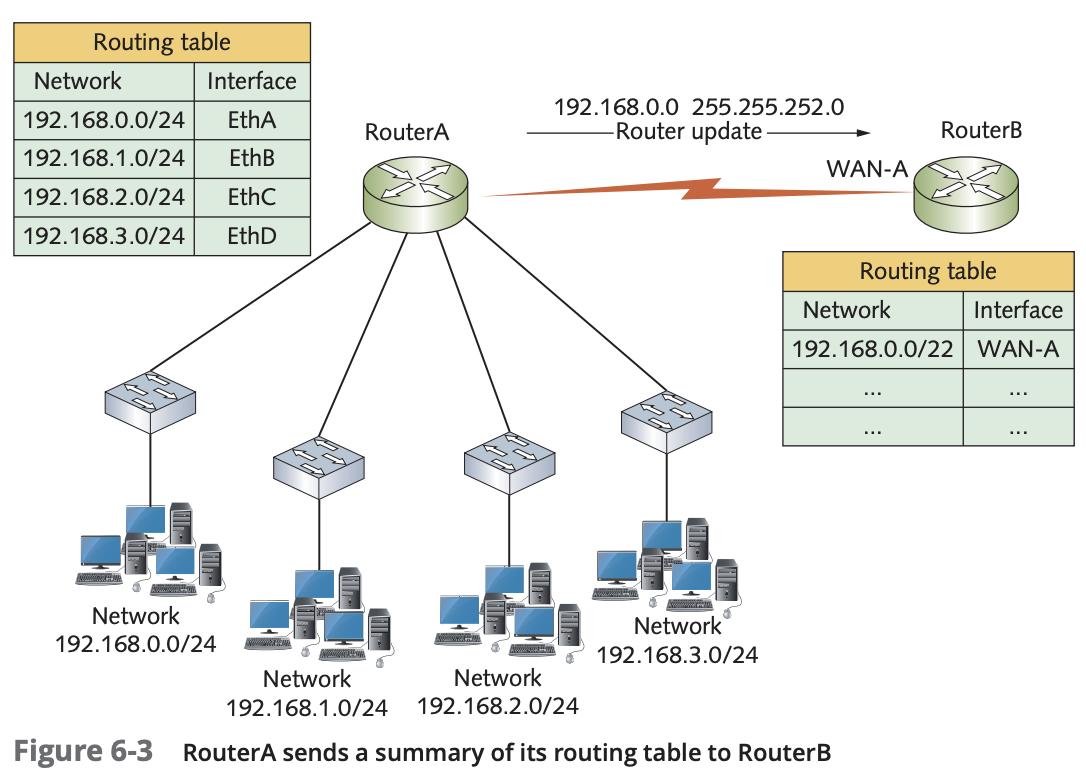 Routing table
Network Interface
192.168.0.0/24 EthA
192.168.1.0/24 EthB
192.168.2.0/24 EthC
192.168.3.0/24 EthD
192.168.0.0 255.255.252.0
RouterA
Router update
RouterB
WAN-A
Routing table
Network Interface
192.168.0.0/22 WAN-A
... ...
... ...
Network
192.168.0.0/24
Network
192.168.1.0/24
Network
192.168.2.0/24
Network
192.168.3.0/24
Figure 6-3 RouterA sends a summary of its routing table to RouterB